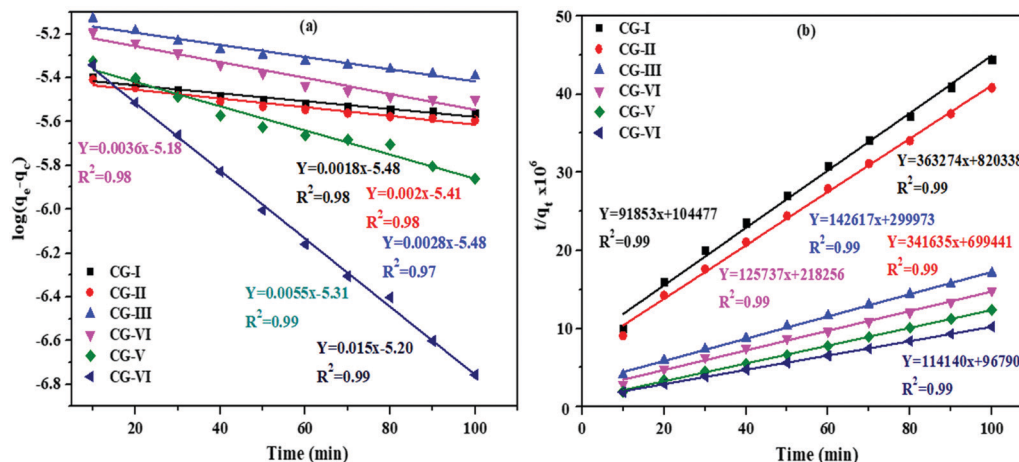 (a)
-5.2
-5.4
-5.6
-5.8
-6.0
-6.2
-6.4
-6.6
-6.8
log(qe-qc)
Y=0.0036x-5.18
R²=0.98
Y=0.0018x-5.48
R²=0.98
Y=0.002x-5.41
R²=0.98
Y=0.0028x-5.48
R²=0.97
Y=0.0055x-5.31
R²=0.99
Y=0.015x-5.20
R²=0.99
CG-I
CG-II
CG-III
CG-VI
CG-V
CG-VI
0 20 40 60 80 100
Time (min)
(b)
CG-I
CG-II
CG-III
CG-VI
CG-V
CG-VI
50
40
30
20
10
0
t/qt x10⁶
Y=363274x+820338
R²=0.99
Y=91853x+104477
R²=0.99
Y=142617x+299973
R²=0.99
Y=341635x+699441
R²=0.99
Y=125737x+218256
R²=0.99
Y=114140x+96790
R²=0.99
20 40 60 80 100
Time (min)